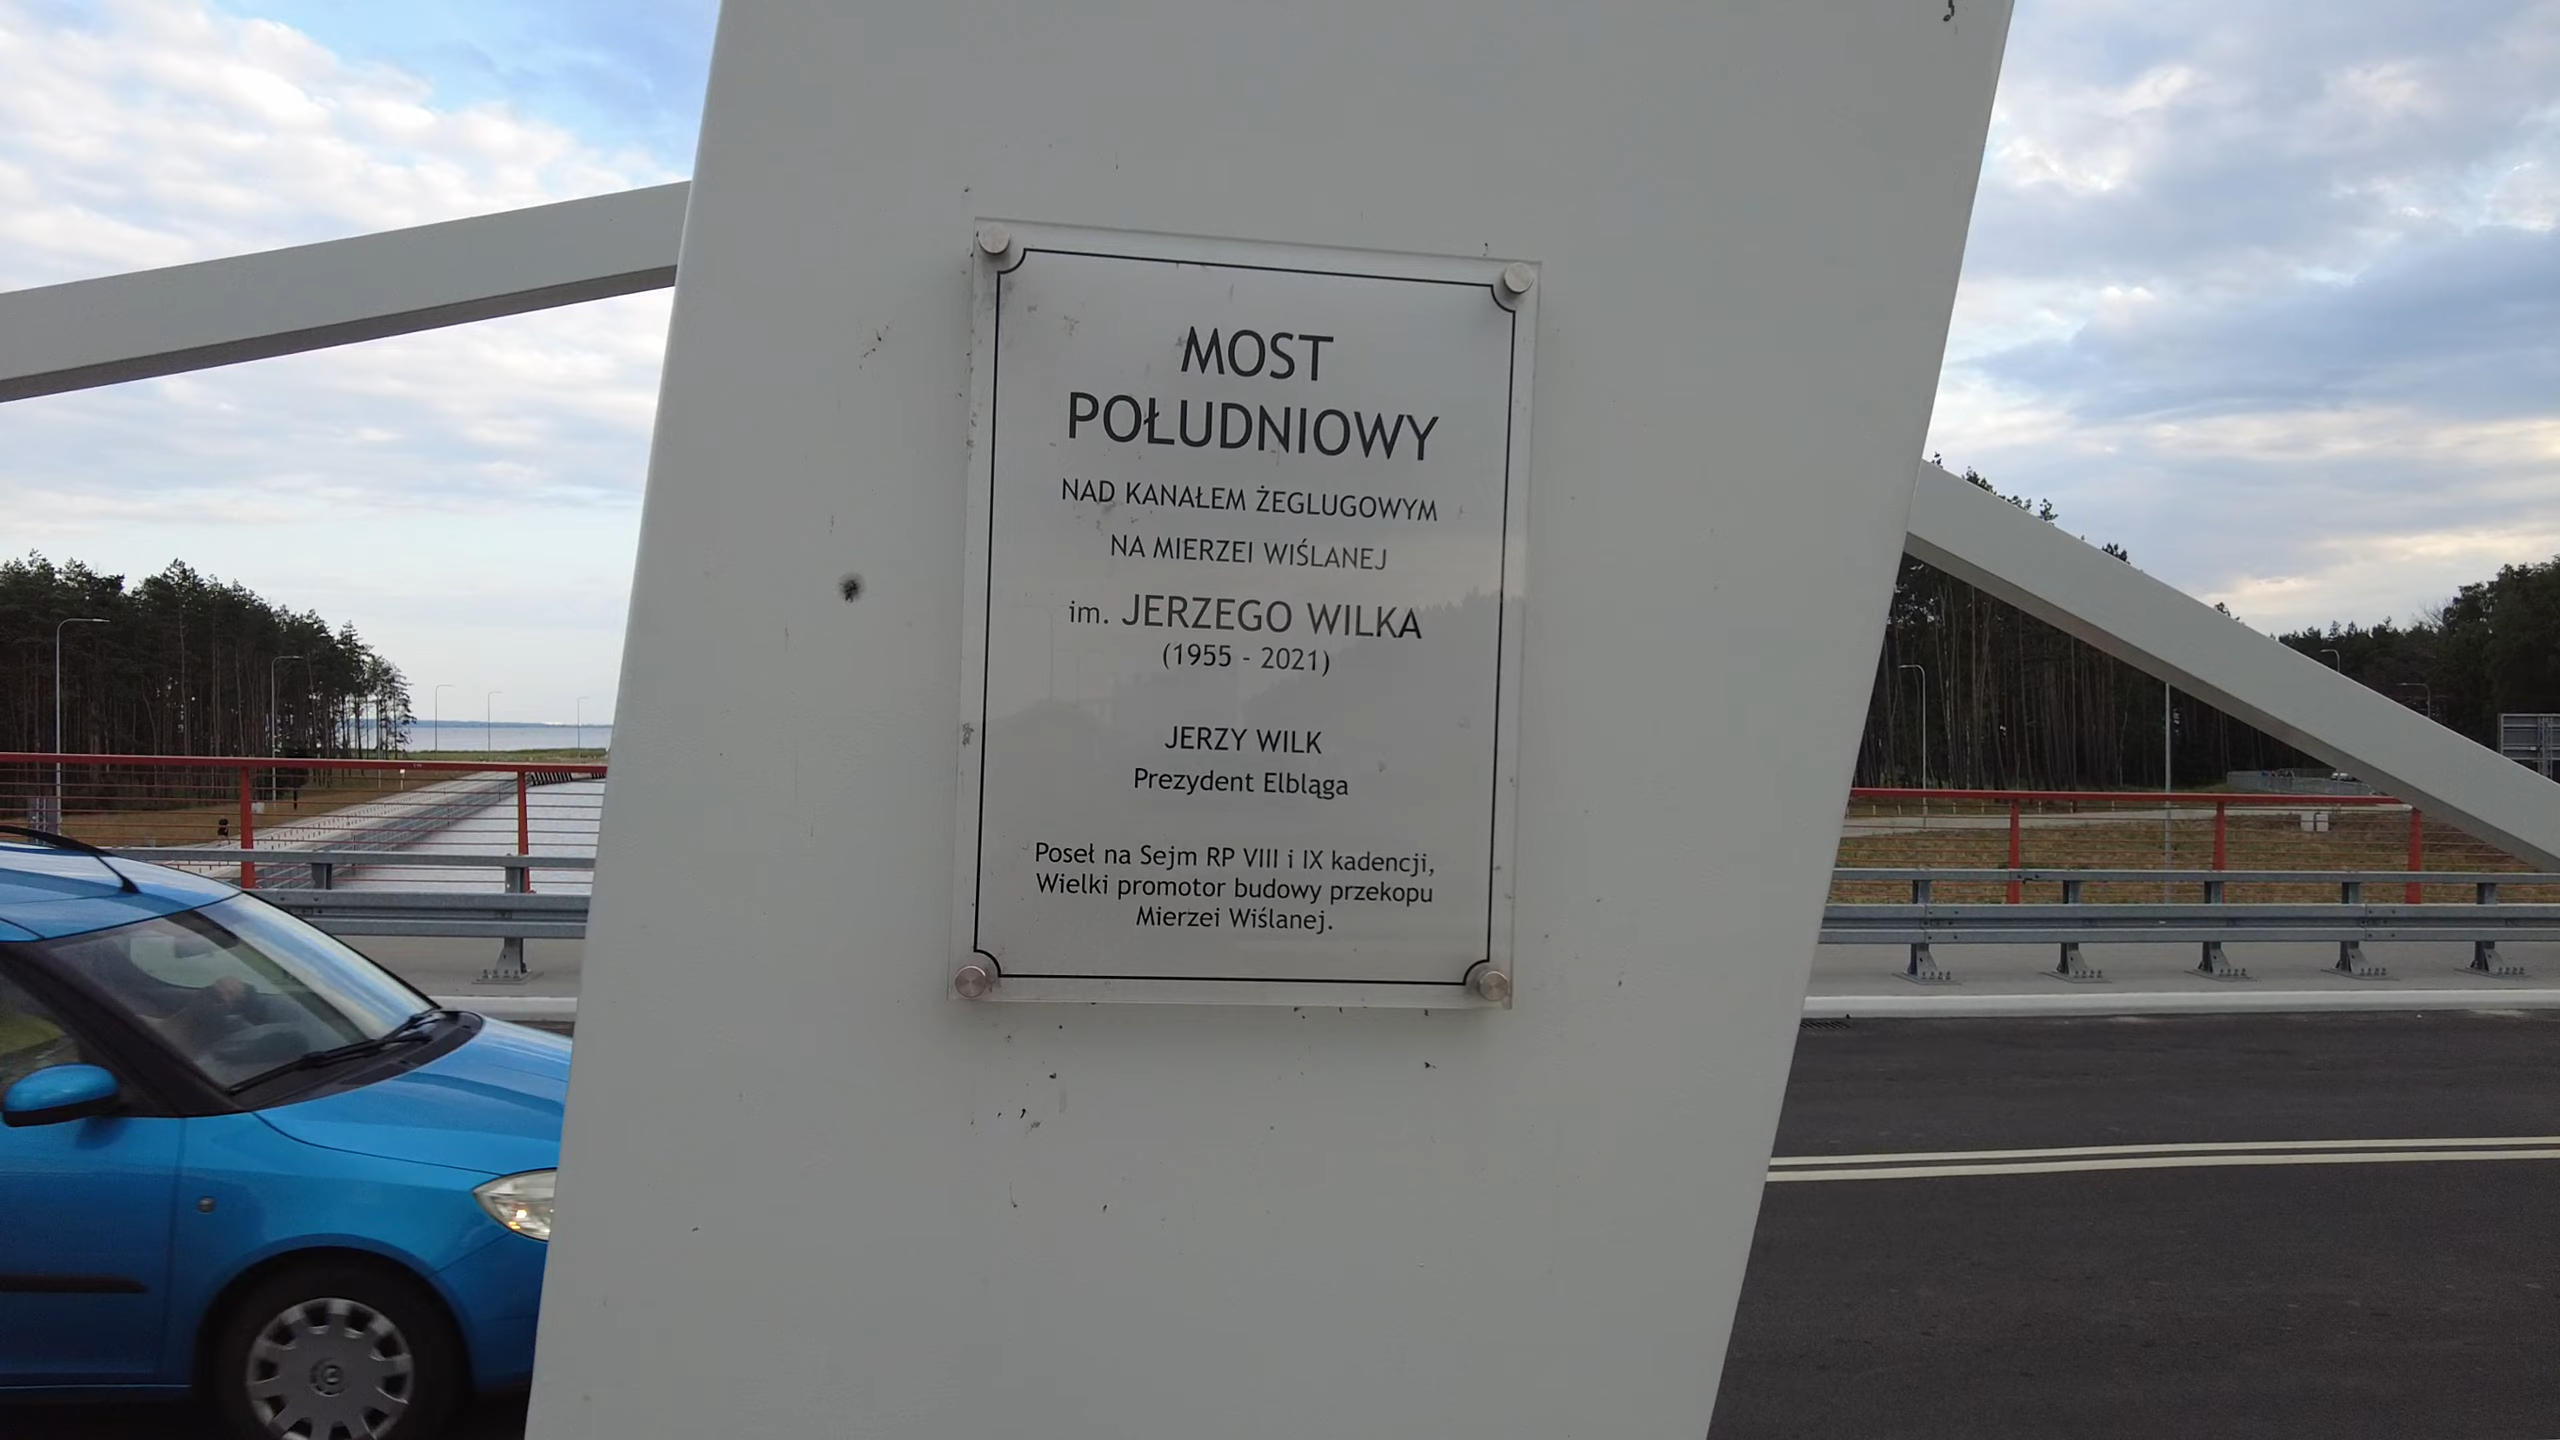 MOST
POŁUDNIOWY
NAD KANAŁEM ŻEGLUGOWYM
NA MIERZEI WIŚLANEJ
im. JERZEGO WILKA
(1955 - 2021)
JERZY WILK
Prezydent Elbląga
Poseł na Sejm RP VIII i IX kadencji,
Wielki promotor budowy przekopu
Mierzei Wiślanej.